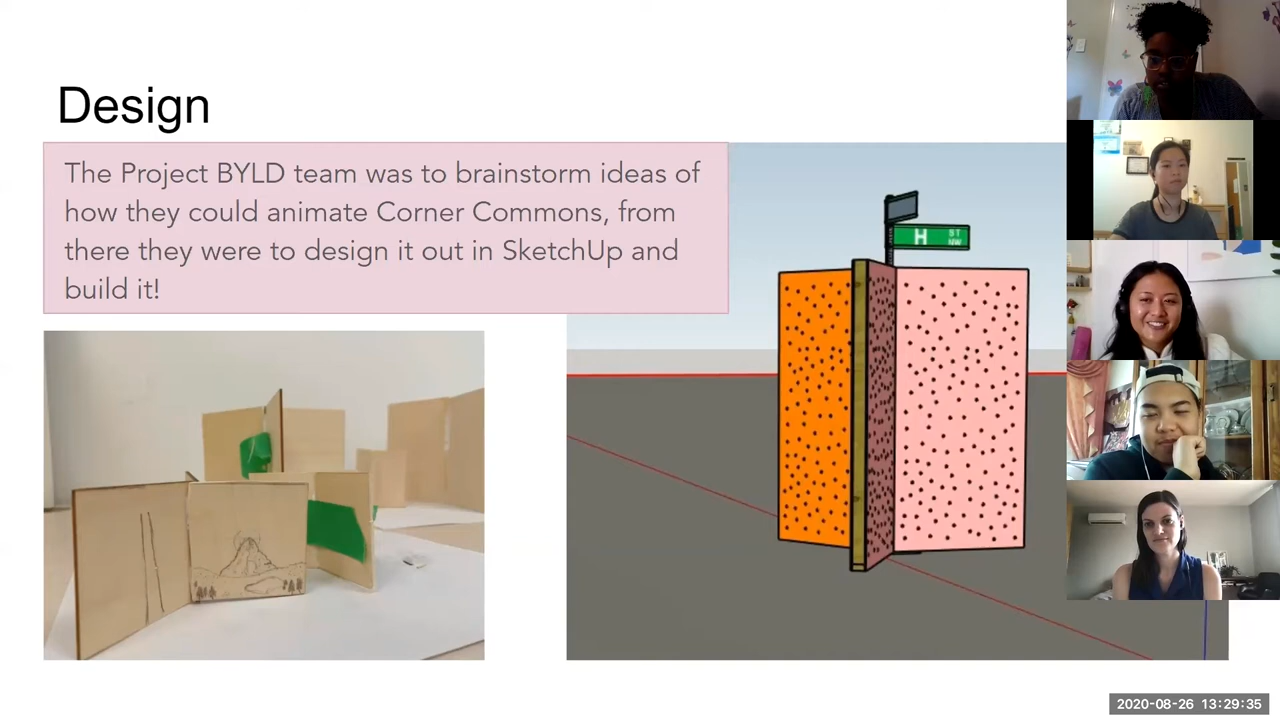 Design
The Project BYLD team was to brainstorm ideas of
how they could animate Corner Commons, from
there they were to design it out in SketchUp and
build it!
H ST
NW
2020-08-26 13:29:35